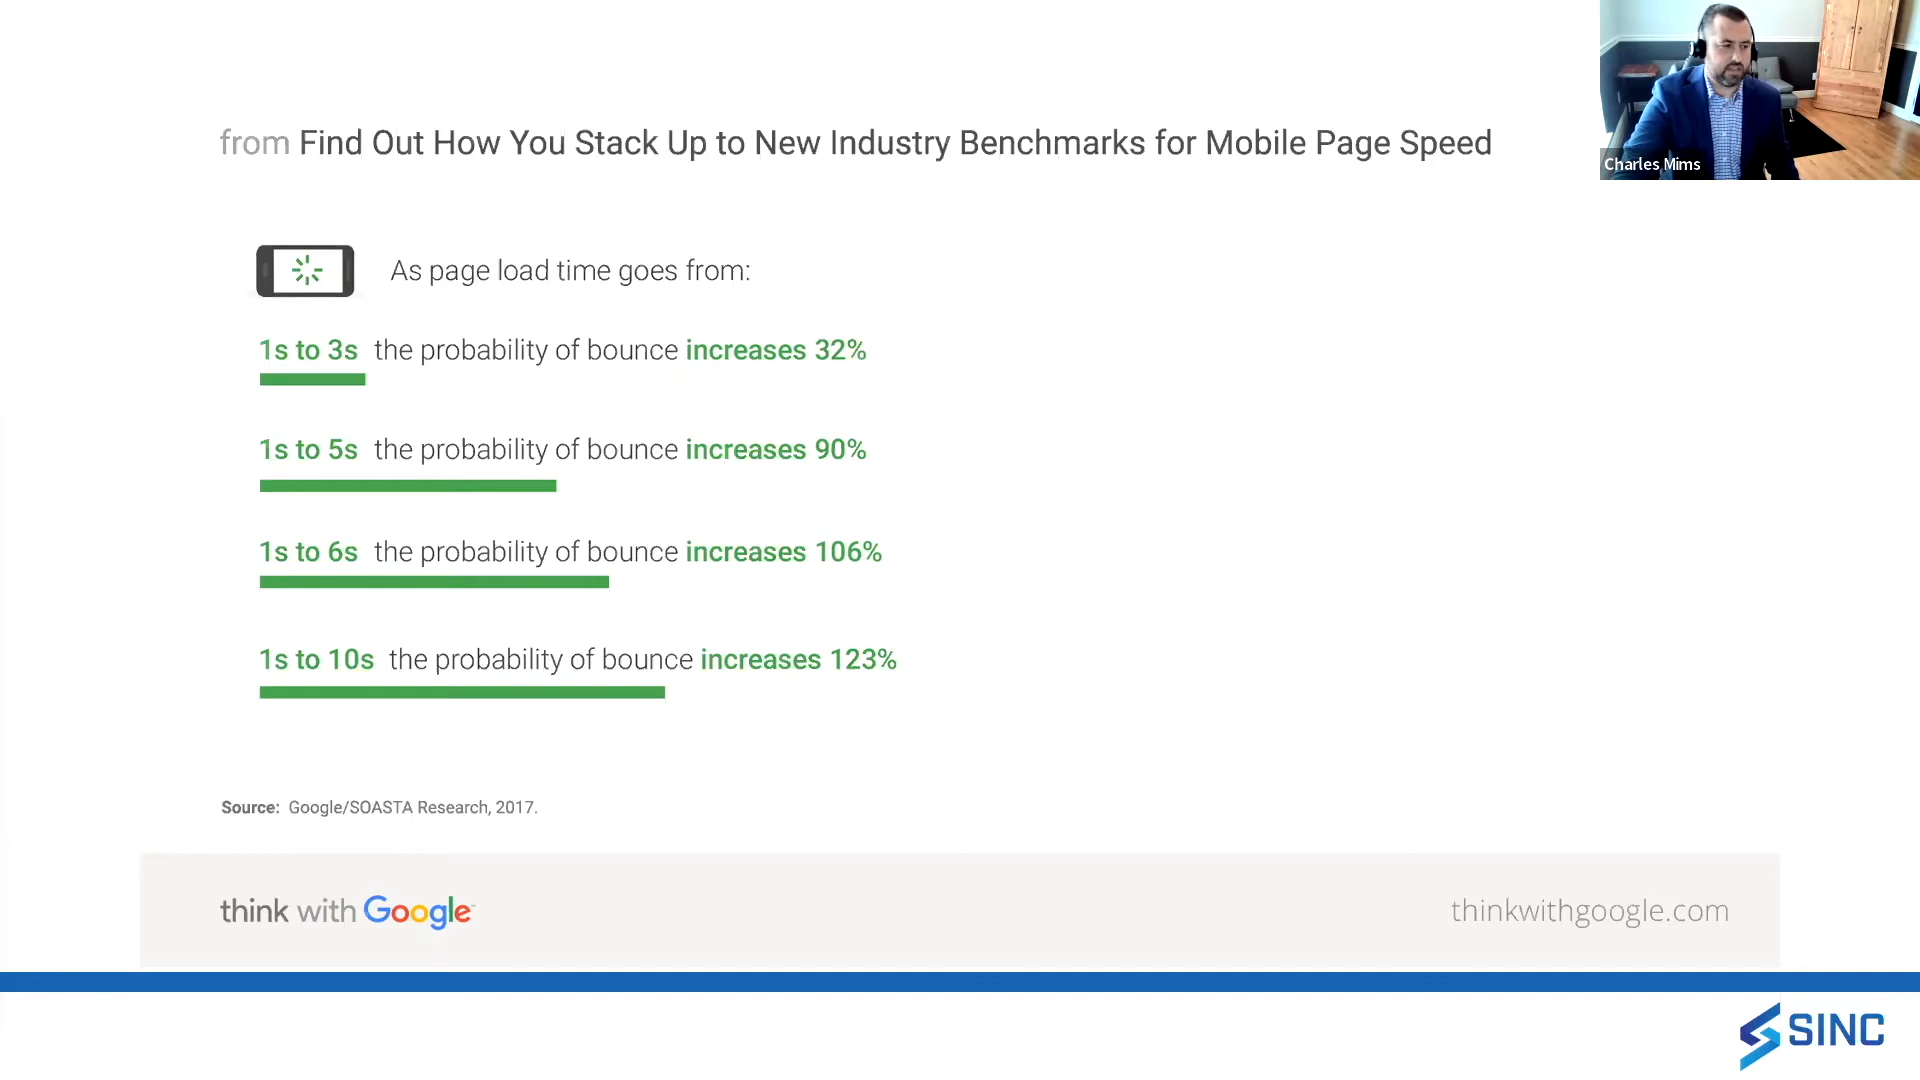 from Find Out How You Stack Up to New Industry Benchmarks for Mobile Page Speed
Charles Mims
As page load time goes from:
1s to 3s the probability of bounce increases 32%
1s to 5s the probability of bounce increases 90%
1s to 6s the probability of bounce increases 106%
1s to 10s the probability of bounce increases 123%
Source: Google/SOASTA Research, 2017.
think with Google
thinkwithgoogle.com
SINC